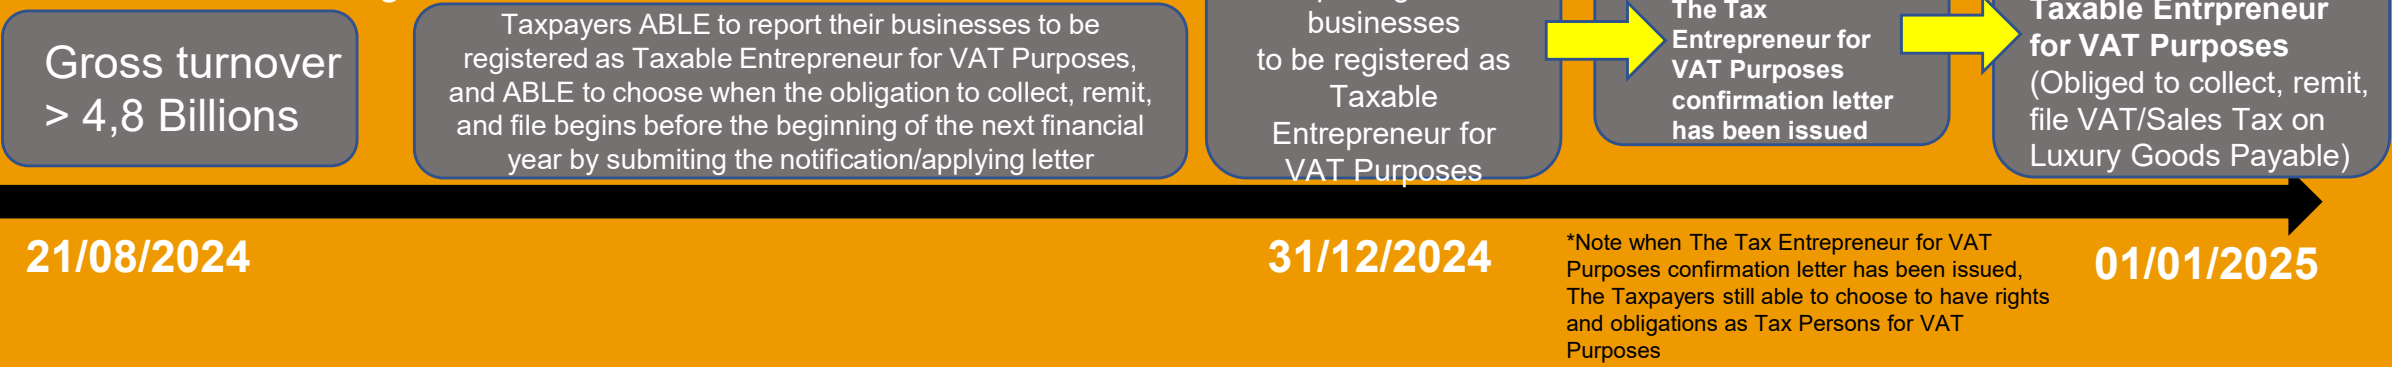 Gross turnover
> 4,8 Billions
Taxpayers ABLE to report their businesses to be
registered as Taxable Entrepreneur for VAT Purposes,
and ABLE to choose when the obligation to collect, remit,
and file begins before the beginning of the next financial
year by submiting the notification/applying letter
businesses
to be registered as
Taxable
Entrepreneur for
VAT Purposes
The Tax
Entrepreneur for
VAT Purposes
confirmation letter
has been issued
Taxable Entrpreneur
for VAT Purposes
(Obliged to collect, remit,
file VAT/Sales Tax on
Luxury Goods Payable)
21/08/2024
31/12/2024
*Note when The Tax Entrepreneur for VAT
Purposes confirmation letter has been issued,
The Taxpayers still able to choose to have rights
and obligations as Tax Persons for VAT
Purposes
01/01/2025